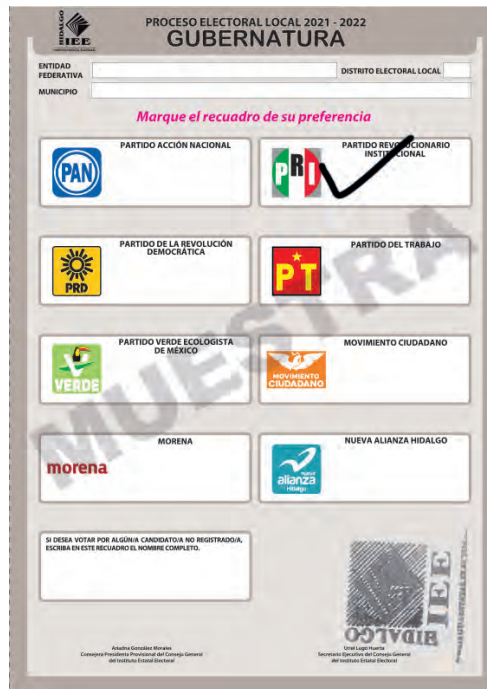 HIDALGO
IEE
PROCESO ELECTORAL LOCAL 2021 - 2022
GUBERNATURA
ENTIDAD
FEDERATIVA
DISTRITO ELECTORAL LOCAL
MUNICIPIO
Marque el recuadro de su preferencia
PARTIDO ACCIÓN NACIONAL
PAN
PARTIDO REVOLUCIONARIO
INSTITUCIONAL
PRI
PARTIDO DE LA REVOLUCIÓN
DEMOCRÁTICA
PRD
PARTIDO DEL TRABAJO
PT
PARTIDO VERDE ECOLOGISTA
DE MÉXICO
VERDE
MOVIMIENTO CIUDADANO
MOVIMIENTO
CIUDADANO
MORENA
morena
NUEVA ALIANZA HIDALGO
nueva
alianza
Hidalgo
MUESTRA
SI DESEA VOTAR POR ALGÚN/A CANDIDATO/A NO REGISTRADO/A,
ESCRIBA EN ESTE RECUADRO EL NOMBRE COMPLETO.
IEE
HIDALGO
Ariadna González Morales
Consejera Presidenta Provisional del Consejo General
del Instituto Estatal Electoral
Uriel Lugo Huerta
Secretario Ejecutivo del Consejo General
del Instituto Estatal Electoral